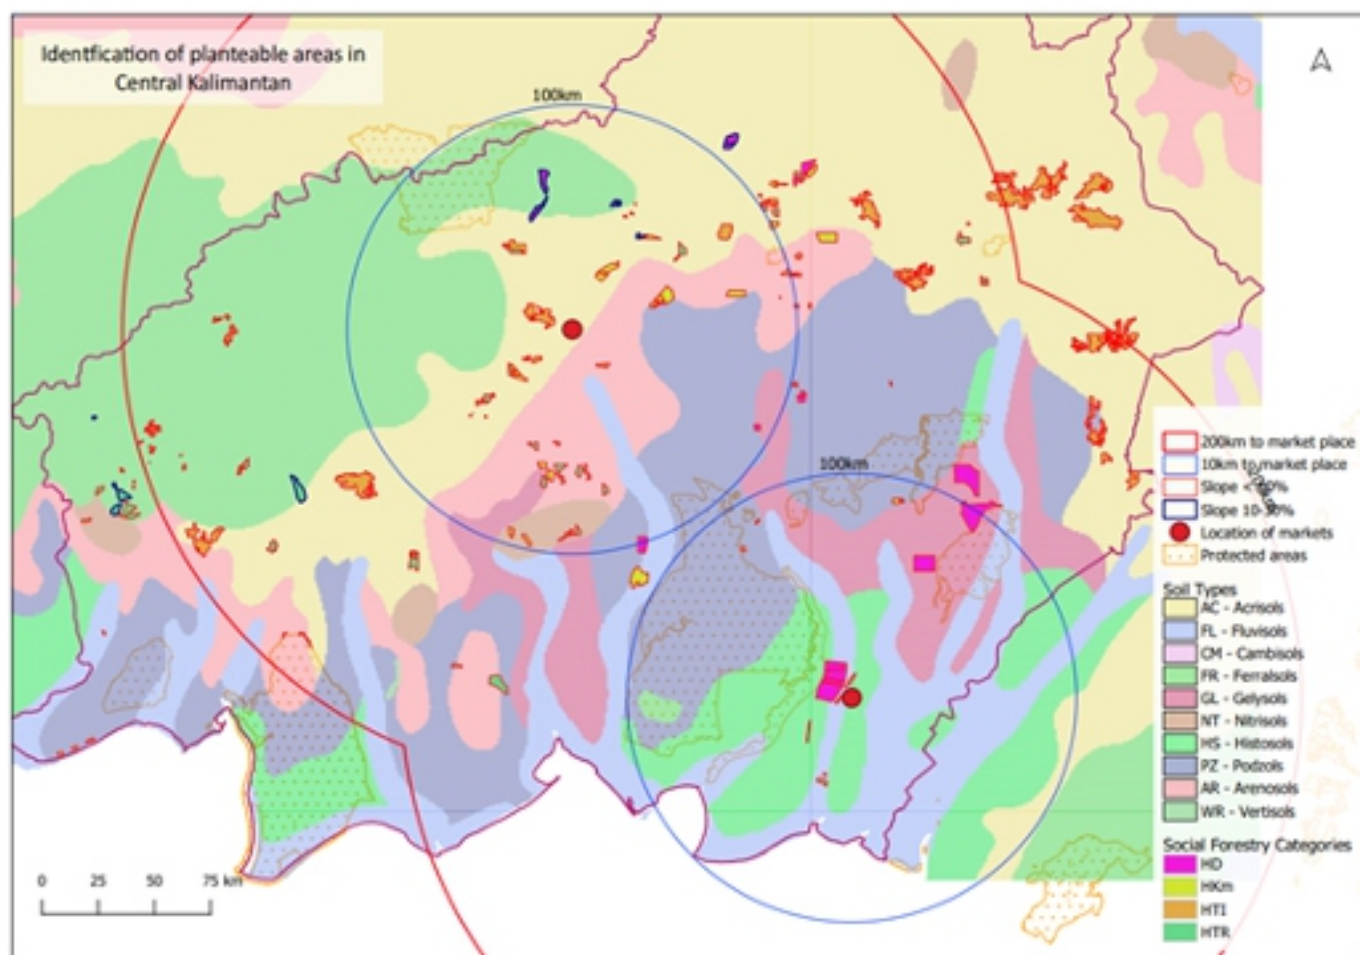 Identfication of planteable areas in
Central Kalimantan
100km
100km
200km to market place
10km to market place
Slope <
Slope 10-30%
Location of markets
Protected areas
Soil Types
AC - Acrisols
FL - Fluvisols
CM - Cambisols
FR - Ferralsols
GL - Gelysols
NT - Nitrisols
HS - Histosols
PZ - Podzols
AR - Arenosols
WR - Vertisols
Social Forestry Categories
HD
HKm
HTI
HTR
0 25 50 75 km